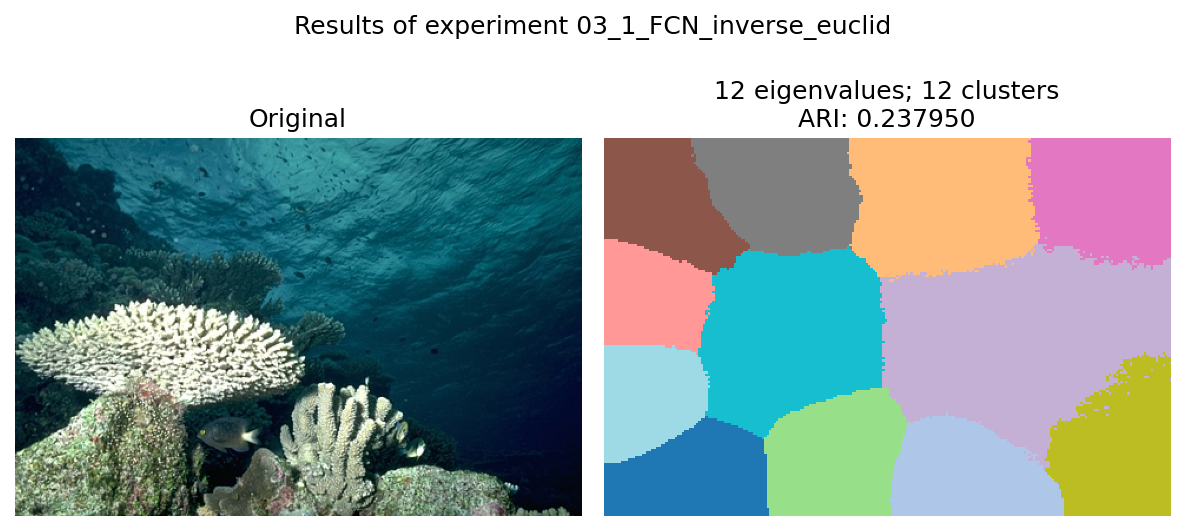 Results of experiment 03_1_FCN_inverse_euclid
Original
12 eigenvalues; 12 clusters
ARI: 0.237950